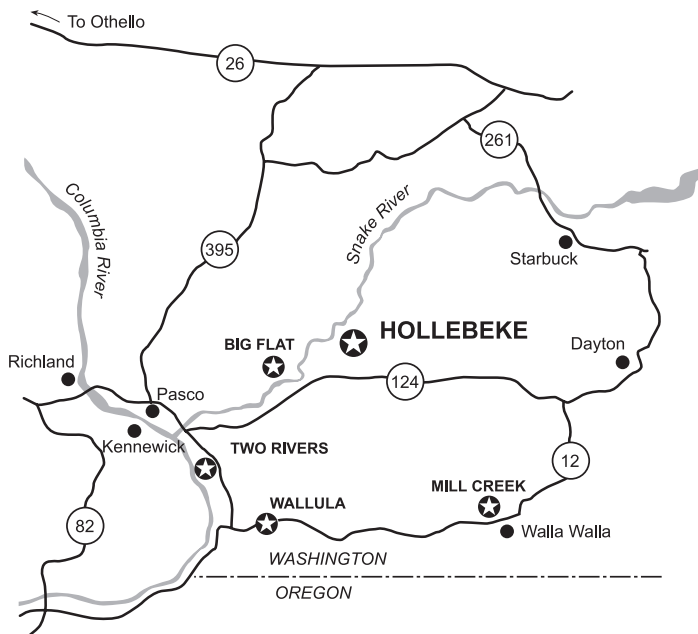 To Othello
26
261
Columbia River
Snake River
395
Starbuck
HOLLEBEKE
BIG FLAT
Dayton
Richland
124
Pasco
Kennewick
TWO RIVERS
12
MILL CREEK
WALLULA
82
Walla Walla
WASHINGTON
OREGON